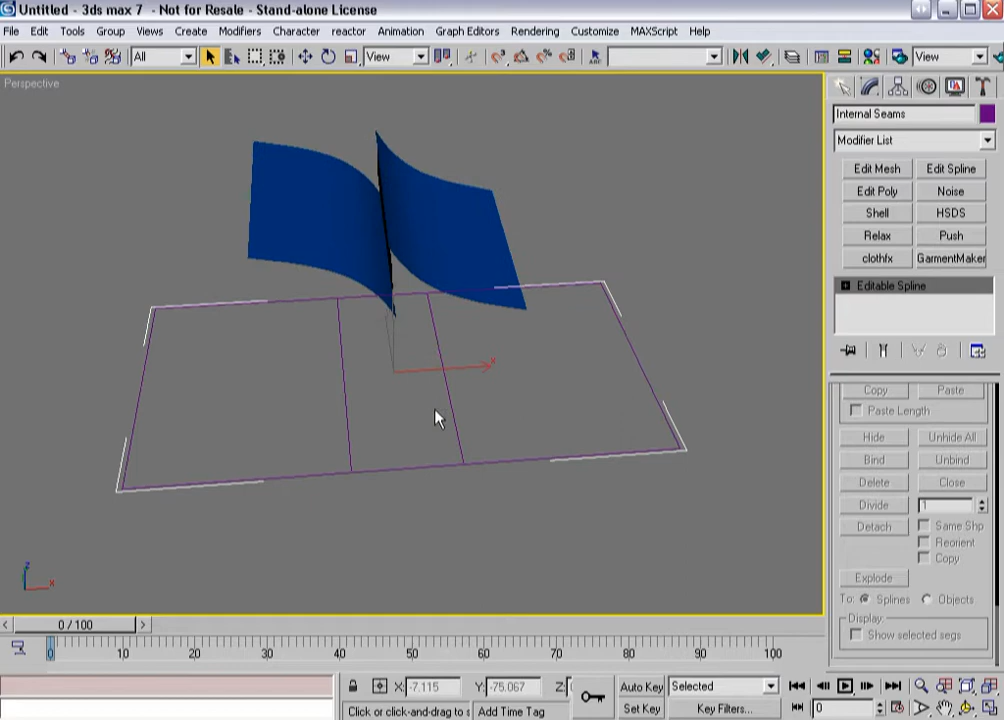 Untitled - 3ds max 7 - Not for Resale - Stand-alone License
File Edit Tools Group Views Create Modifiers Character reactor Animation Graph Editors Rendering Customize MAXScript Help
All View View
Perspective
Internal Seams
Modifier List
Edit Mesh Edit Spline
Edit Poly Noise
Shell HSDS
Relax Push
clothfx GarmentMaker
Editable Spline
Copy Paste
Paste Length
Hide Unhide All
Bind Unbind
Delete Close
Divide 1
Detach Same Shp
Reorient
Copy
Explode
To: Splines Objects
Display:
Show selected segs
x
z
x
< 0 / 100 >
0 10 20 30 40 50 60 70 80 90 100
X: -7.115 Y: -75.067 Z: Auto Key Selected
Click or click-and-drag to s Add Time Tag Set Key Key Filters... 0